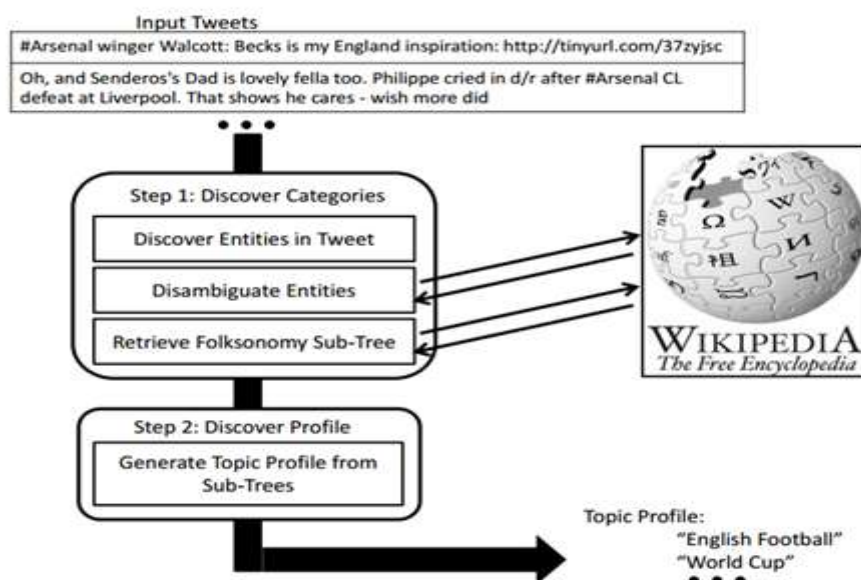 Input Tweets
#Arsenal winger Walcott: Becks is my England inspiration: http://tinyurl.com/37zyjsc
Oh, and Senderos's Dad is lovely fella too. Philippe cried in d/r after #Arsenal CL
defeat at Liverpool. That shows he cares - wish more did
Step 1: Discover Categories
Discover Entities in Tweet
Disambiguate Entities
Retrieve Folksonomy Sub-Tree
Ω
W
И
WIKIPEDIA
The Free Encyclopedia
Step 2: Discover Profile
Generate Topic Profile from
Sub-Trees
Topic Profile:
“English Football”
“World Cup”